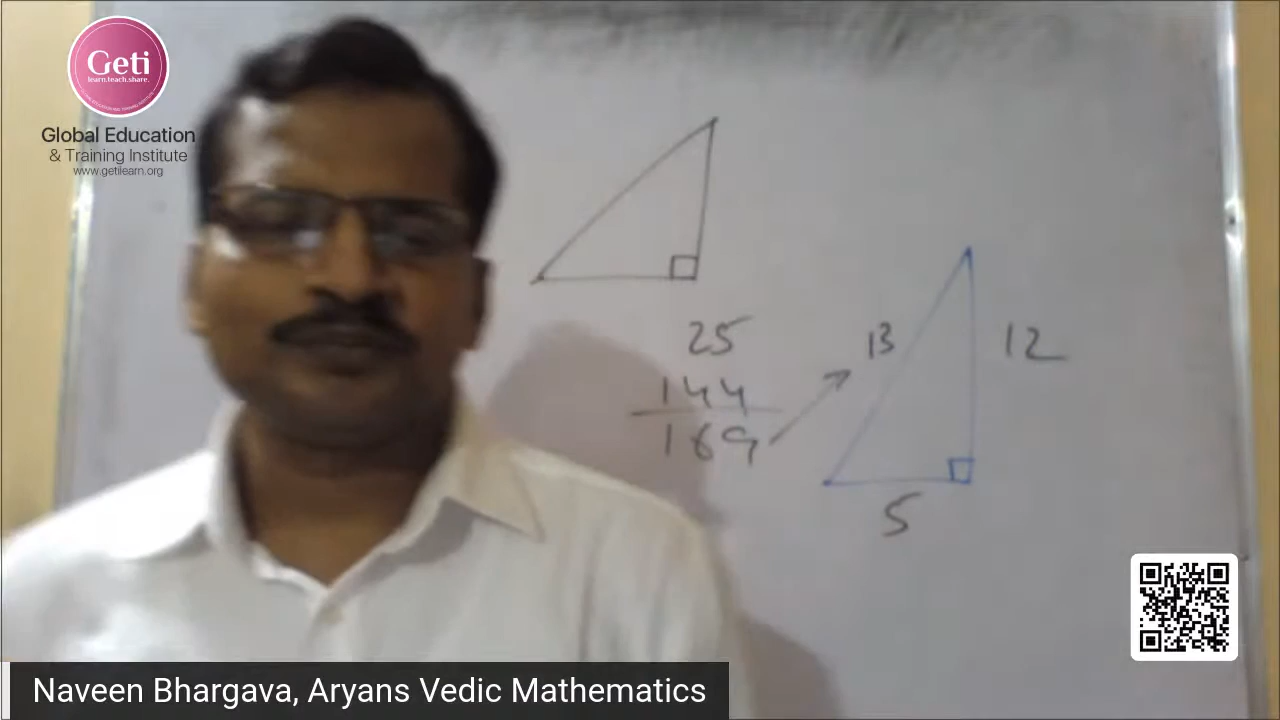 Geti
learn.teach.share.
Global Education
& Training Institute
www.getilearn.org
25
144
169
13
12
5
Naveen Bhargava, Aryans Vedic Mathematics